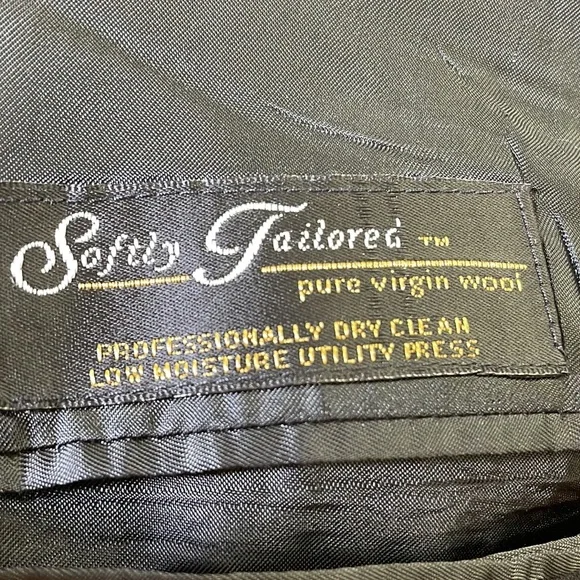 Softly Tailored ™
pure virgin wool
PROFESSIONALLY DRY CLEAN
LOW MOISTURE UTILITY PRESS